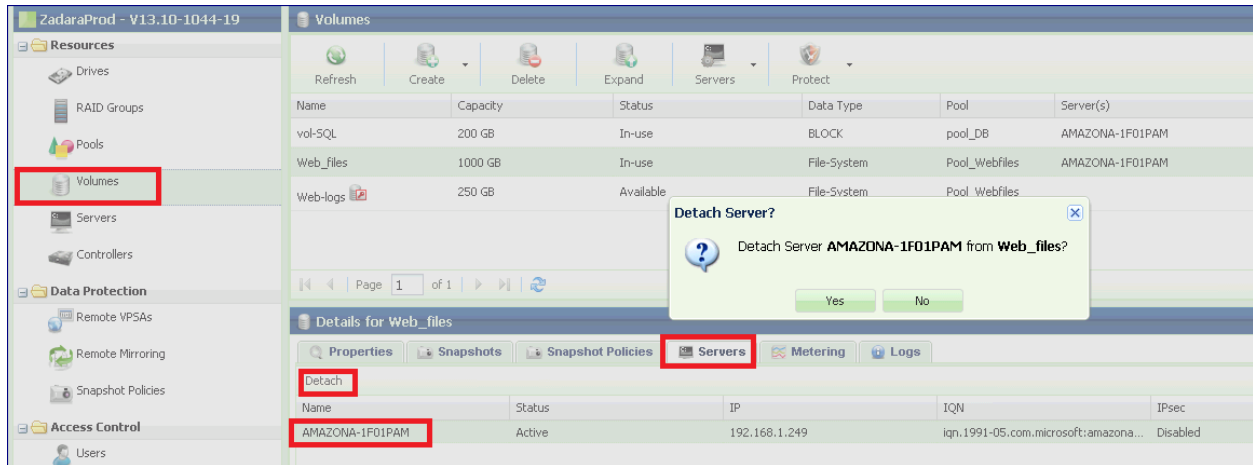 ZadaraProd - V13.10-1044-19
Resources
Drives
RAID Groups
Pools
Volumes
Servers
Controllers
Data Protection
Remote VPSAs
Remote Mirroring
Snapshot Policies
Access Control
Users
Volumes
Refresh Create Delete Expand Servers Protect
Name Capacity Status Data Type Pool Server(s)
vol-SQL 200 GB In-use BLOCK pool_DB AMAZONA-1F01PAM
Web_files 1000 GB In-use File-System Pool_Webfiles AMAZONA-1F01PAM
Web-logs 250 GB Available File-System Pool_Webfiles
Detach Server?
Detach Server AMAZONA-1F01PAM from Web_files?
Yes No
Page 1 of 1
Details for Web_files
Properties Snapshots Snapshot Policies Servers Metering Logs
Detach
Name Status IP IQN IPsec
AMAZONA-1F01PAM Active 192.168.1.249 iqn.1991-05.com.microsoft:amazona... Disabled